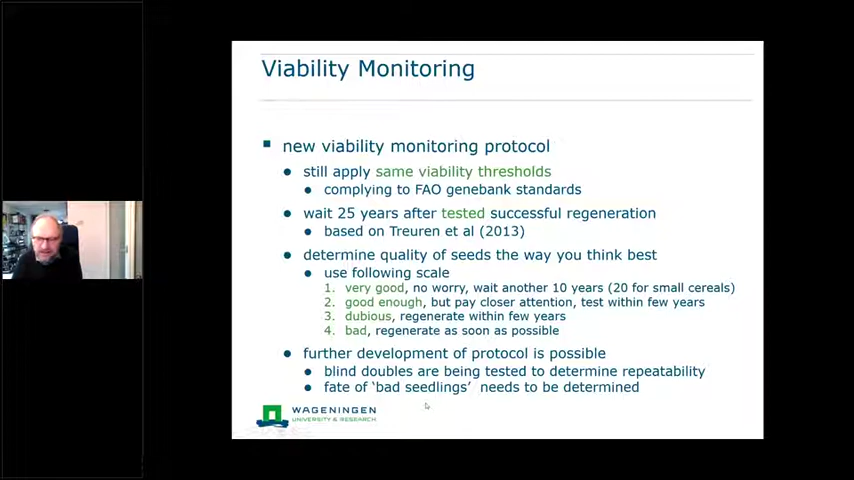 Viability Monitoring
new viability monitoring protocol
still apply same viability thresholds
complying to FAO genebank standards
wait 25 years after tested successful regeneration
based on Treuren et al (2013)
determine quality of seeds the way you think best
use following scale
1. very good, no worry, wait another 10 years (20 for small cereals)
2. good enough, but pay closer attention, test within few years
3. dubious, regenerate within few years
4. bad, regenerate as soon as possible
further development of protocol is possible
blind doubles are being tested to determine repeatability
fate of 'bad seedlings' needs to be determined
WAGENINGEN
UNIVERSITY & RESEARCH